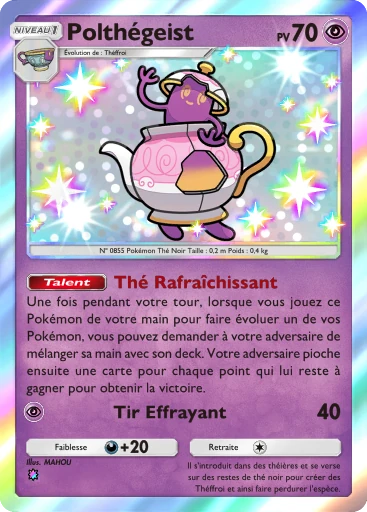 NIVEAU 1
Polthégeist
PV 70
Évolution de : Théffroi
N° 0855 Pokémon Thé Noir Taille : 0,2 m Poids : 0,4 kg
Talent Thé Rafraîchissant
Une fois pendant votre tour, lorsque vous jouez ce
Pokémon de votre main pour faire évoluer un de vos
Pokémon, vous pouvez demander à votre adversaire de
mélanger sa main avec son deck. Votre adversaire pioche
ensuite une carte pour chaque point qui lui reste à
gagner pour obtenir la victoire.
Tir Effrayant 40
Faiblesse +20
Retraite
Illus. MAHOU
Il s'introduit dans des théières et se verse
sur des restes de thé noir pour créer des
Théffroi et ainsi faire perdurer l'espèce.